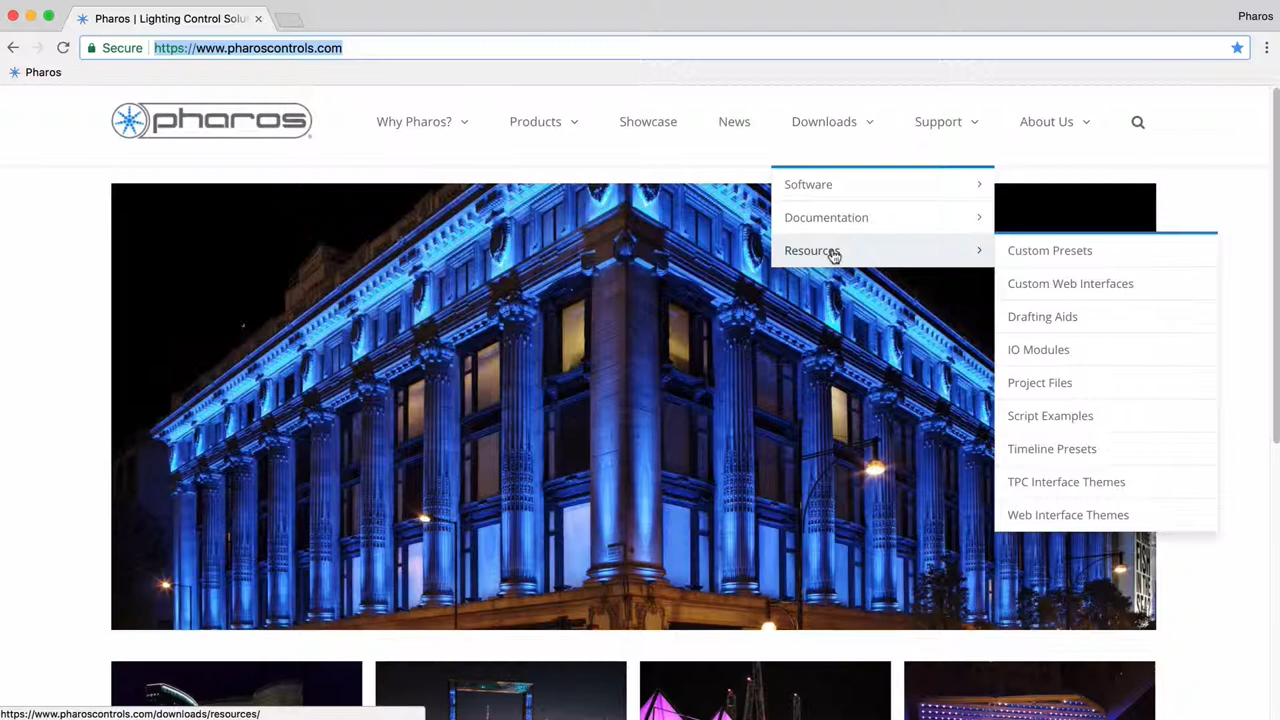 Pharos | Lighting Control Solu
Pharos
Secure
https://www.pharoscontrols.com
Pharos
pharos
Why Pharos?
Products
Showcase
News
Downloads
Support
About Us
Software
Documentation
Resources
Custom Presets
Custom Web Interfaces
Drafting Aids
IO Modules
Project Files
Script Examples
Timeline Presets
TPC Interface Themes
Web Interface Themes
https://www.pharoscontrols.com/downloads/resources/